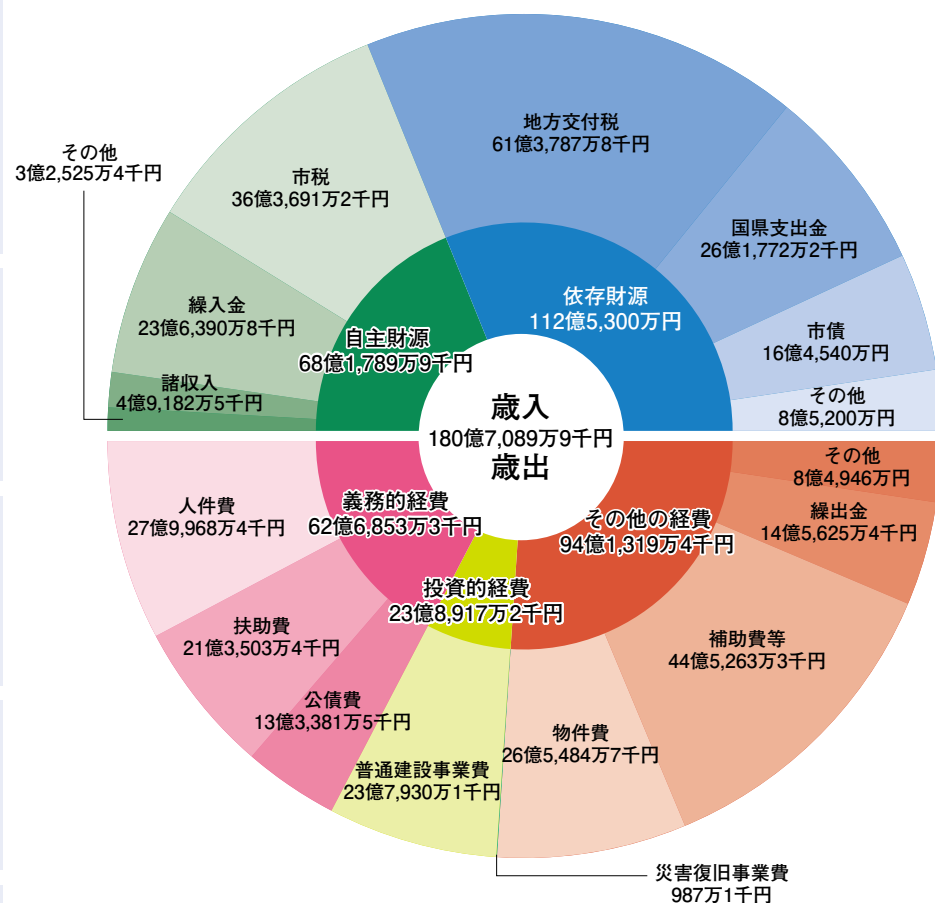 地方交付税
61億3,787万8千円
その他
3億2,525万4千円
市税
36億3,691万2千円
国県支出金
26億1,772万2千円
繰入金
23億6,390万8千円
依存財源
112億5,300万円
自主財源
68億1,789万9千円
市債
16億4,540万円
諸収入
4億9,182万5千円
その他
8億5,200万円
歳入
180億7,089万9千円
歳出
その他
8億4,946万円
人件費
27億9,968万4千円
義務的経費
62億6,853万3千円
その他の経費
94億1,319万4千円
繰出金
14億5,625万4千円
投資的経費
23億8,917万2千円
扶助費
21億3,503万4千円
補助費等
44億5,263万3千円
公債費
13億3,381万5千円
物件費
26億5,484万7千円
普通建設事業費
23億7,930万1千円
災害復旧事業費
987万1千円